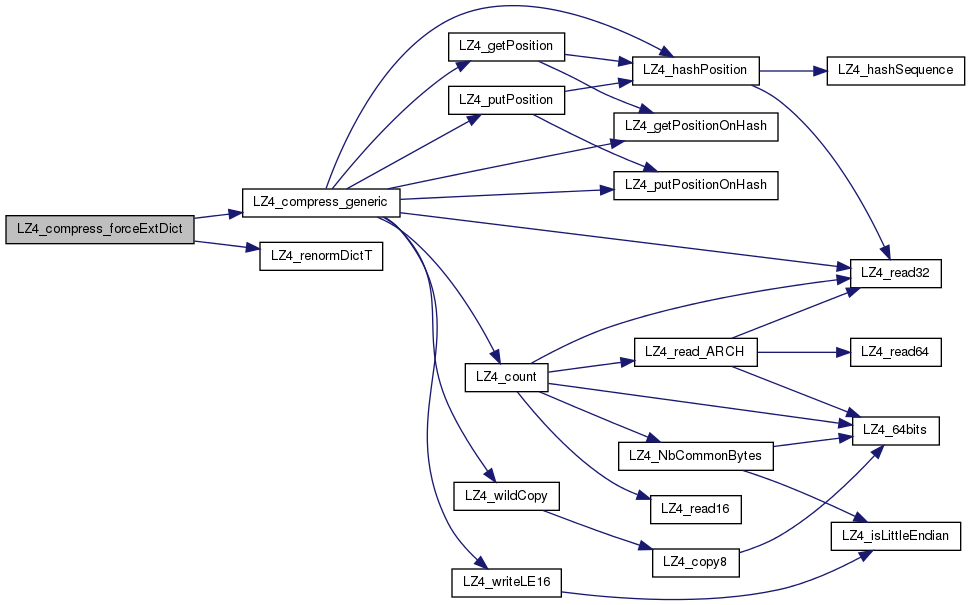 LZ4_getPosition
LZ4_hashPosition
LZ4_hashSequence
LZ4_putPosition
LZ4_getPositionOnHash
LZ4_putPositionOnHash
LZ4_compress_generic
LZ4_compress_forceExtDict
LZ4_renormDictT
LZ4_read32
LZ4_read_ARCH
LZ4_read64
LZ4_count
LZ4_64bits
LZ4_NbCommonBytes
LZ4_wildCopy
LZ4_read16
LZ4_isLittleEndian
LZ4_copy8
LZ4_writeLE16